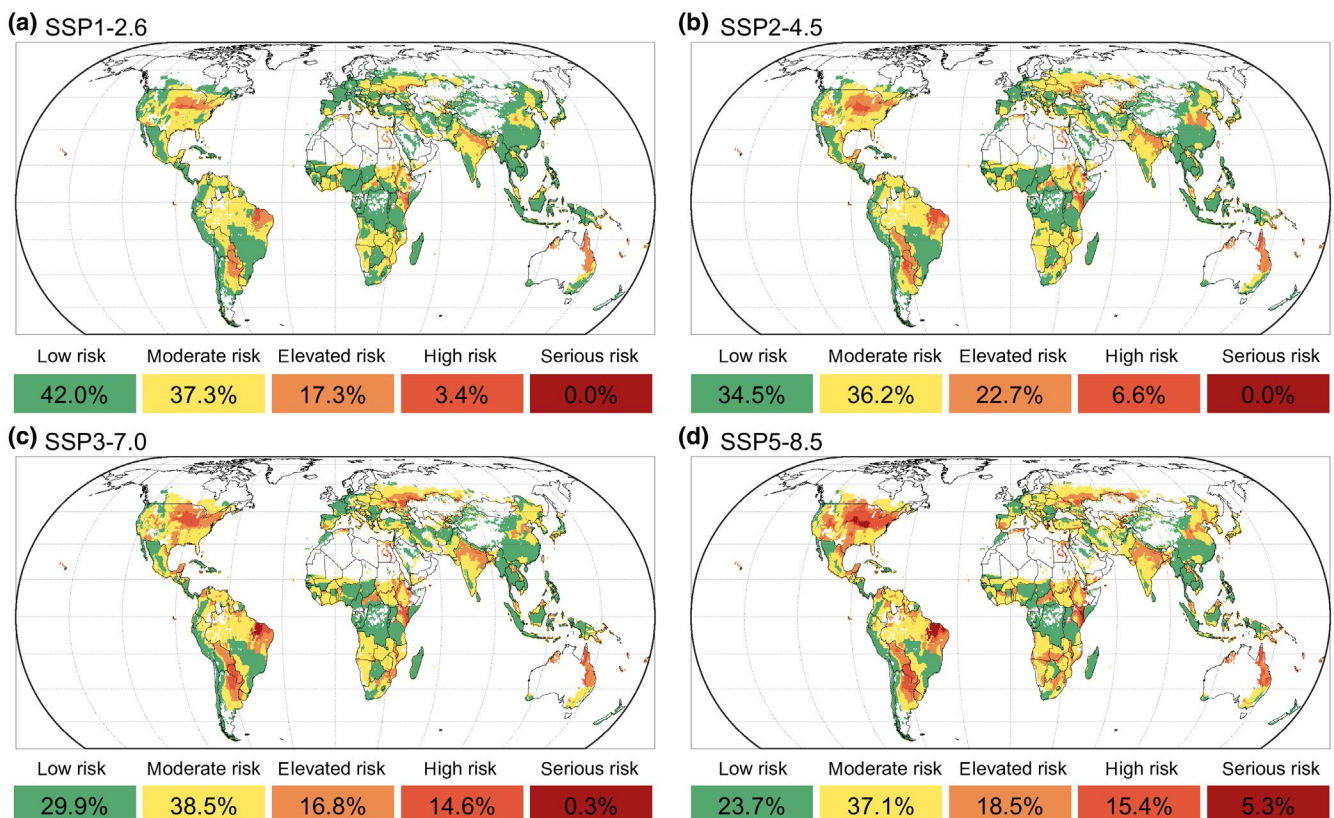 (a) SSP1-2.6
(b) SSP2-4.5
Low risk Moderate risk Elevated risk High risk Serious risk
42.0% 37.3% 17.3% 3.4% 0.0%
Low risk Moderate risk Elevated risk High risk Serious risk
34.5% 36.2% 22.7% 6.6% 0.0%
(c) SSP3-7.0
(d) SSP5-8.5
Low risk Moderate risk Elevated risk High risk Serious risk
29.9% 38.5% 16.8% 14.6% 0.3%
Low risk Moderate risk Elevated risk High risk Serious risk
23.7% 37.1% 18.5% 15.4% 5.3%